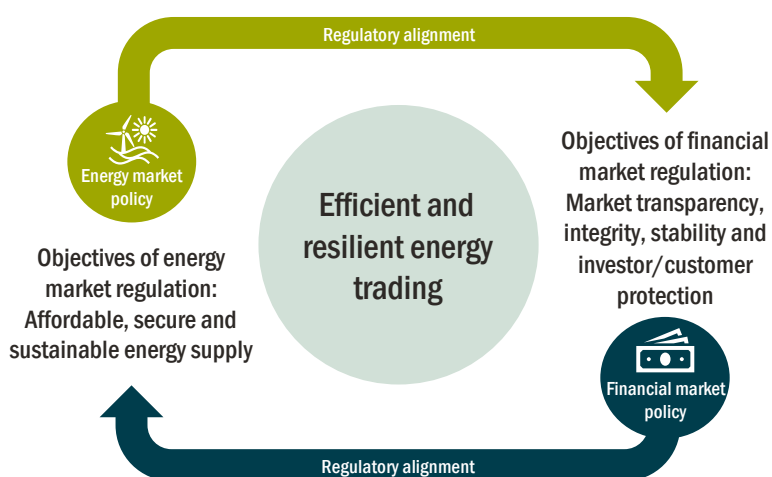 Regulatory alignment
Energy market
policy
Objectives of energy
market regulation:
Affordable, secure and
sustainable energy supply
Efficient and
resilient energy
trading
Objectives of financial
market regulation:
Market transparency,
integrity, stability and
investor/customer
protection
Financial market
policy
Regulatory alignment